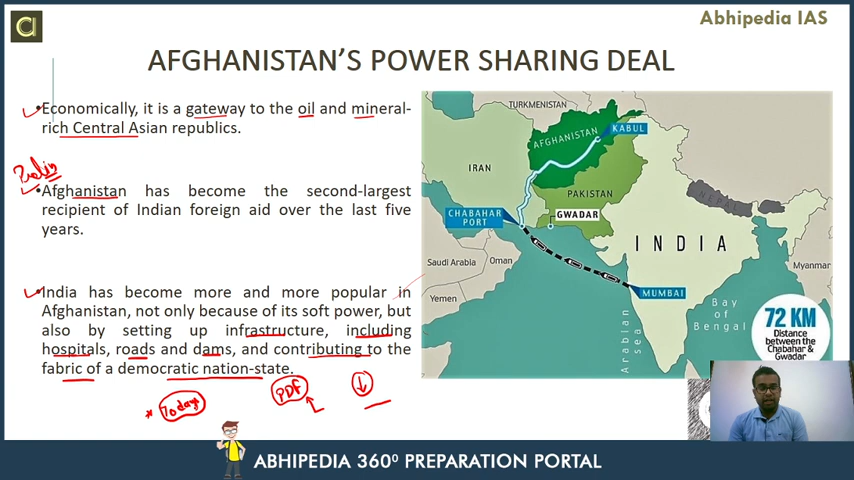 Abhipedia IAS
a
AFGHANISTAN'S POWER SHARING DEAL
•Economically, it is a gateway to the oil and mineral-
rich Central Asian republics.
•Afghanistan has become the second-largest
recipient of Indian foreign aid over the last five
years.
•India has become more and more popular in
Afghanistan, not only because of its soft power, but
also by setting up infrastructure, including
hospitals, roads and dams, and contributing to the
fabric of a democratic nation-state.
Today
PDF
TURKMENISTAN
AFGHANISTAN
KABUL
IRAN
PAKISTAN
NEPAL
CHABAHAR
PORT
GWADAR
INDIA
Saudi Arabia
Oman
Myanmar
Yemen
MUMBAI
Arabian
sea
Bay
of
Bengal
72 KM
Distance
between the
Chabahar &
Gwadar
ABHIPEDIA 360⁰ PREPARATION PORTAL